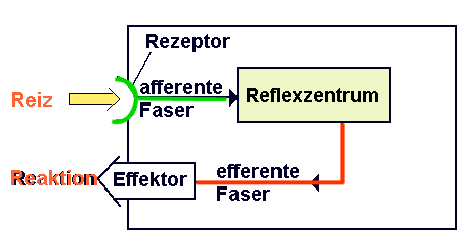 Rezeptor
Reiz
afferente
Faser
Reflexzentrum
Reaktion
Effektor
efferente
Faser